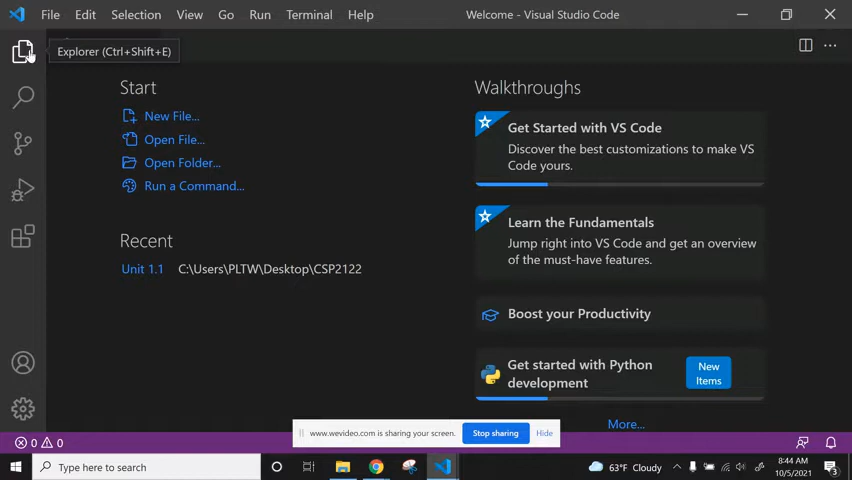 File Edit Selection View Go Run Terminal Help Welcome - Visual Studio Code
Explorer (Ctrl+Shift+E)
Start
New File...
Open File...
Open Folder...
Run a Command...
Recent
Unit 1.1 C:\Users\PLTW\Desktop\CSP2122
Walkthroughs
Get Started with VS Code
Discover the best customizations to make VS
Code yours.
Learn the Fundamentals
Jump right into VS Code and get an overview
of the must-have features.
Boost your Productivity
Get started with Python
development
New
Items
More...
www.wevideo.com is sharing your screen. Stop sharing Hide
0 0
Type here to search
63°F Cloudy
8:44 AM
10/5/2021
3